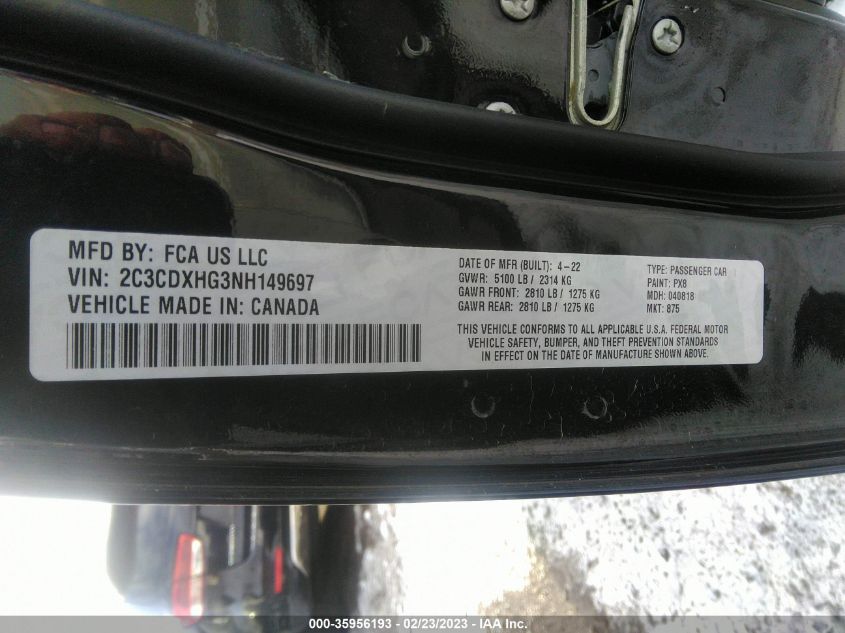 MFD BY: FCA US LLC
VIN: 2C3CDXHG3NH149697
VEHICLE MADE IN: CANADA
DATE OF MFR (BUILT): 4-22
GVWR: 5100 LB / 2314 KG
GAWR FRONT: 2810 LB / 1275 KG
GAWR REAR: 2810 LB / 1275 KG
TYPE: PASSENGER CAR
PAINT: PX8
MDH: 040818
MKT: 875
THIS VEHICLE CONFORMS TO ALL APPLICABLE U.S.A. FEDERAL MOTOR
VEHICLE SAFETY, BUMPER, AND THEFT PREVENTION STANDARDS
IN EFFECT ON THE DATE OF MANUFACTURE SHOWN ABOVE.
000-35956193 - 02/23/2023 - IAA Inc.